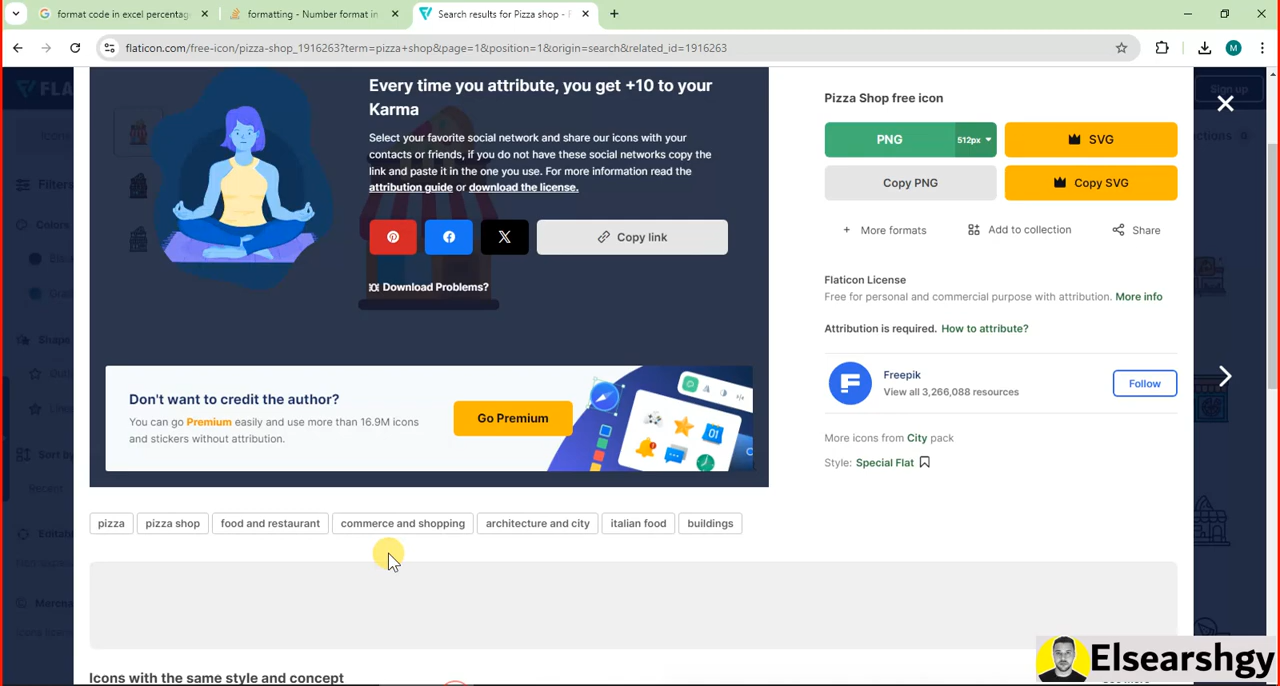 format code in excel percentag
formatting - Number format in
Search results for Pizza shop -
flaticon.com/free-icon/pizza-shop_1916263?term=pizza+shop&page=1&position=1&origin=search&related_id=1916263
M
FLA
Sign up
Every time you attribute, you get +10 to your
Karma
Select your favorite social network and share our icons with your
contacts or friends, if you do not have these social networks copy the
link and paste it in the one you use. For more information read the
attribution guide or download the license.
Copy link
Download Problems?
Don't want to credit the author?
You can go Premium easily and use more than 16.9M icons
and stickers without attribution.
Go Premium
01
Pizza Shop free icon
PNG
512px
SVG
Copy PNG
Copy SVG
+ More formats
Add to collection
Share
Flaticon License
Free for personal and commercial purpose with attribution. More info
Attribution is required. How to attribute?
Freepik
View all 3,266,088 resources
Follow
More icons from City pack
Style: Special Flat
pizza
pizza shop
food and restaurant
commerce and shopping
architecture and city
italian food
buildings
Icons with the same style and concept
Elsearshgy